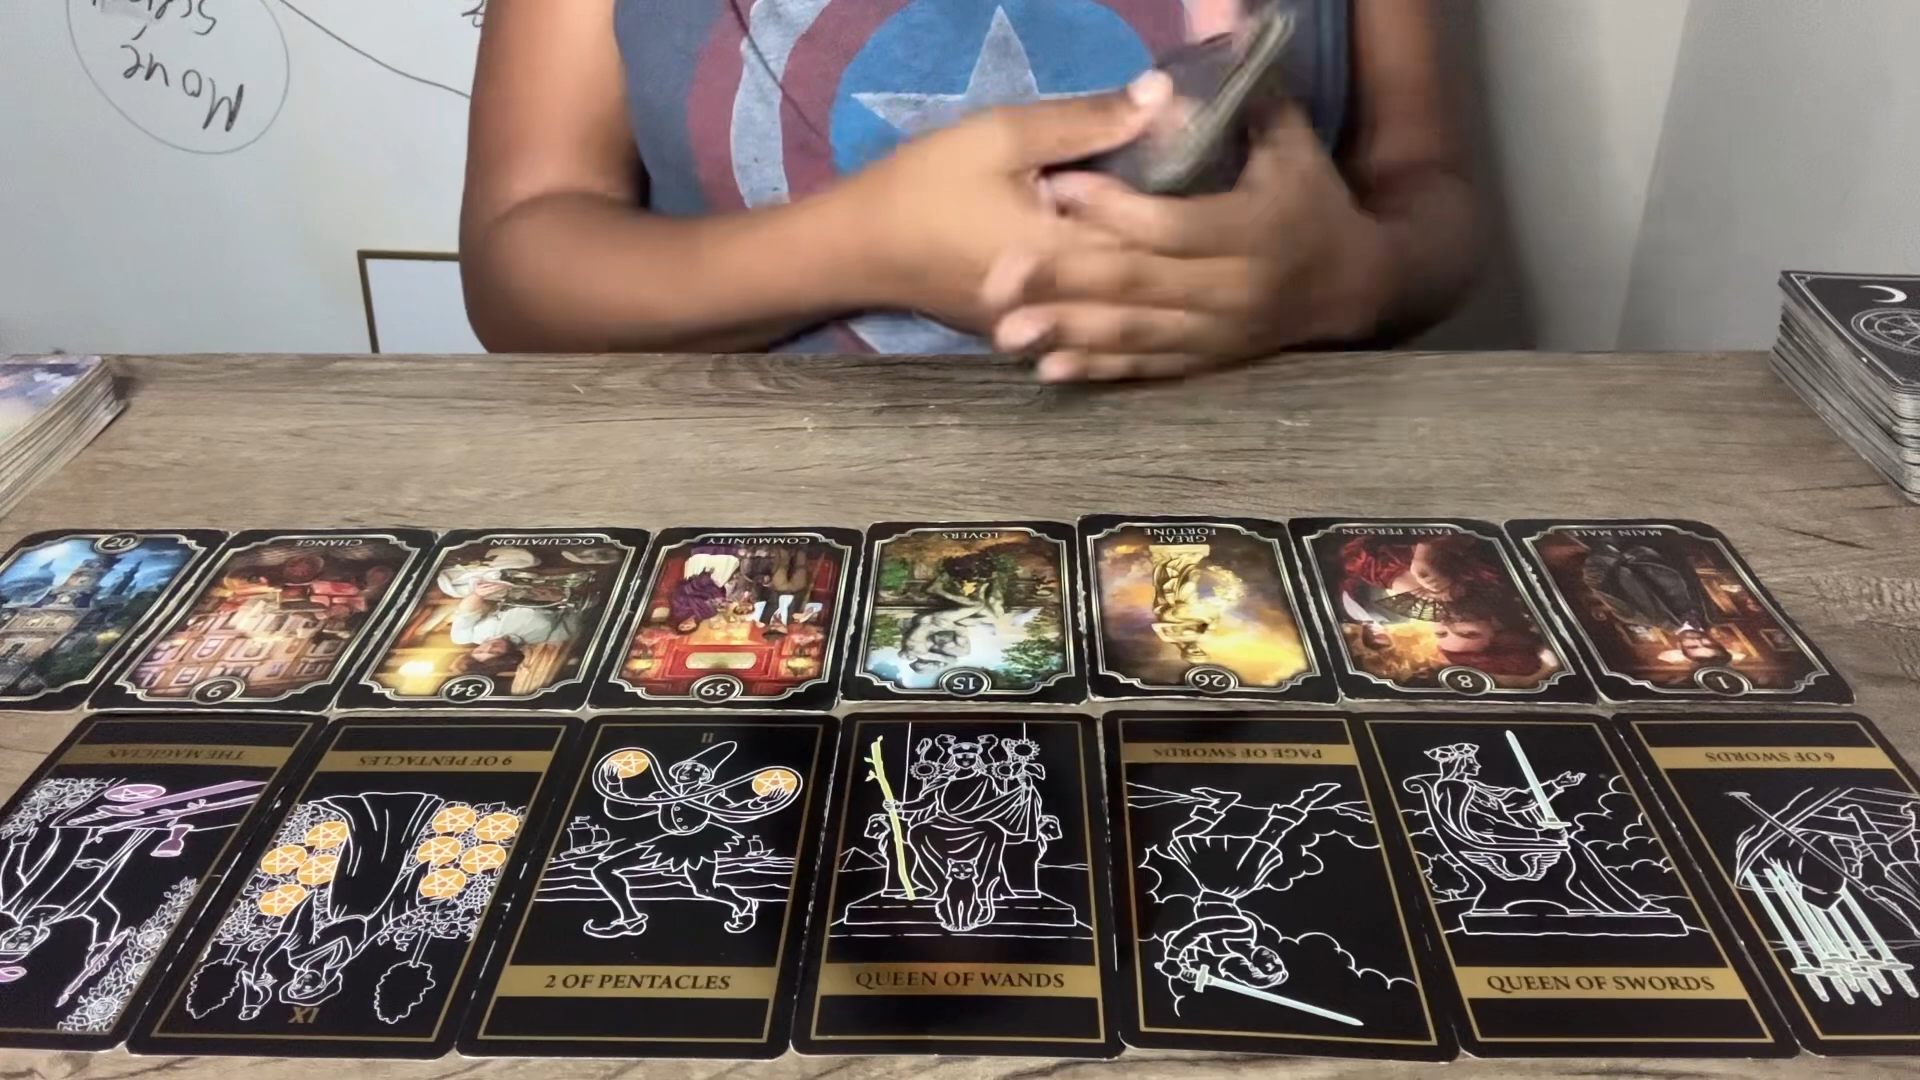 Move
20
CHANGE
9
OCCUPATION
34
COMMUNITY
39
LOVERS
15
GREAT
FORTUNE
26
FALSE PERSON
8
MAIN MALE
1
THE MAGICIAN
9 OF PENTACLES
IX
II
2 OF PENTACLES
QUEEN OF WANDS
PAGE OF SWORDS
QUEEN OF SWORDS
6 OF SWORDS